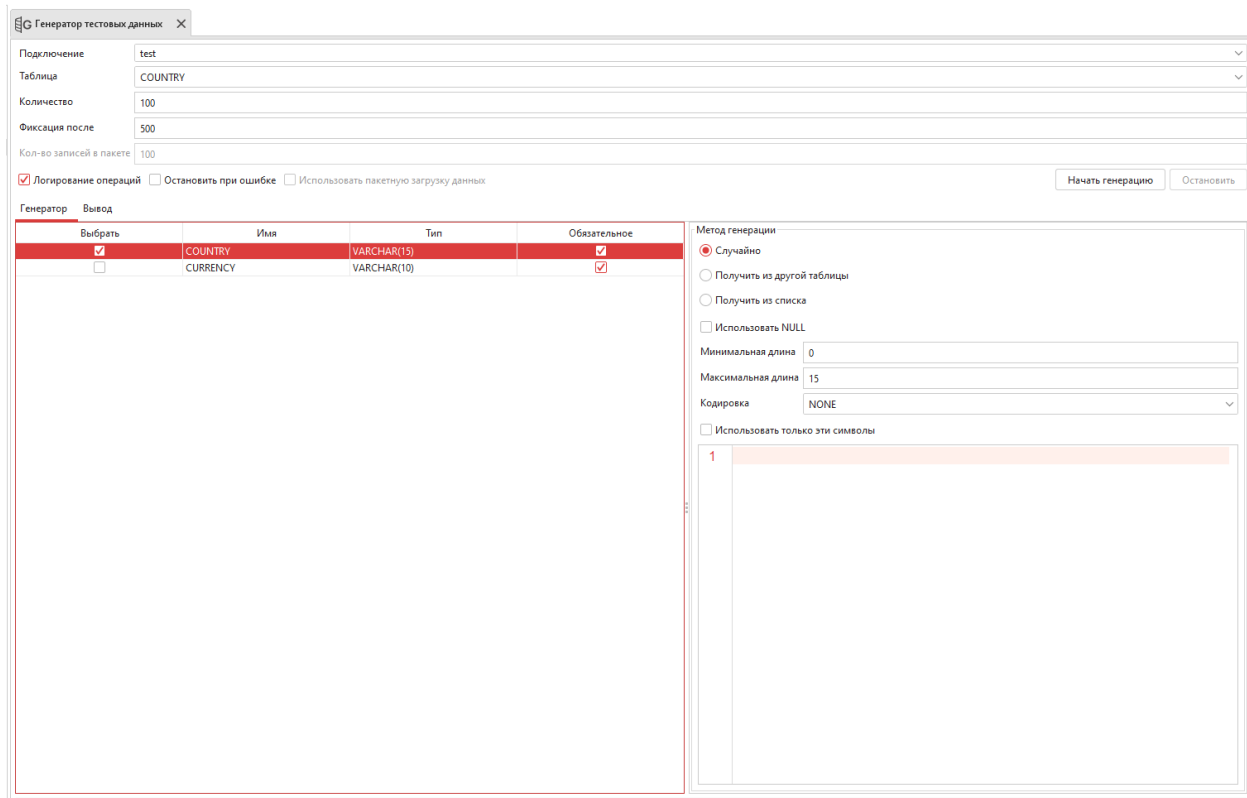 G Генератор тестовых данных
Подключение test
Таблица COUNTRY
Количество 100
Фиксация после 500
Кол-во записей в пакете 100
Логирование операций Остановить при ошибке Использовать пакетную загрузку данных Начать генерацию Остановить
Генератор Вывод
Выбрать Имя Тип Обязательное
COUNTRY VARCHAR(15)
CURRENCY VARCHAR(10)
Метод генерации
Случайно
Получить из другой таблицы
Получить из списка
Использовать NULL
Минимальная длина 0
Максимальная длина 15
Кодировка NONE
Использовать только эти символы
1